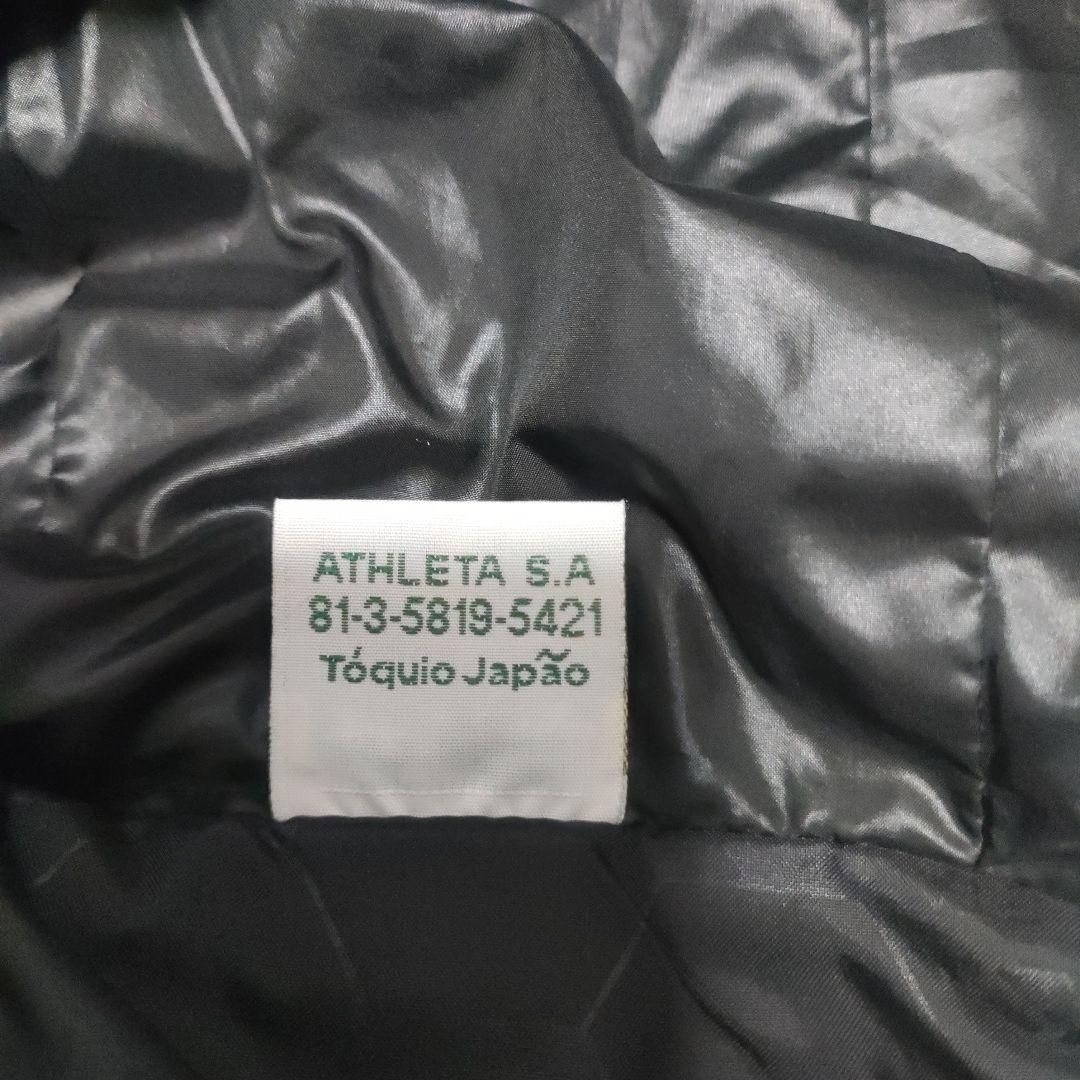 ATHLETA S.A
81-3-5819-5421
Tóquio Japão